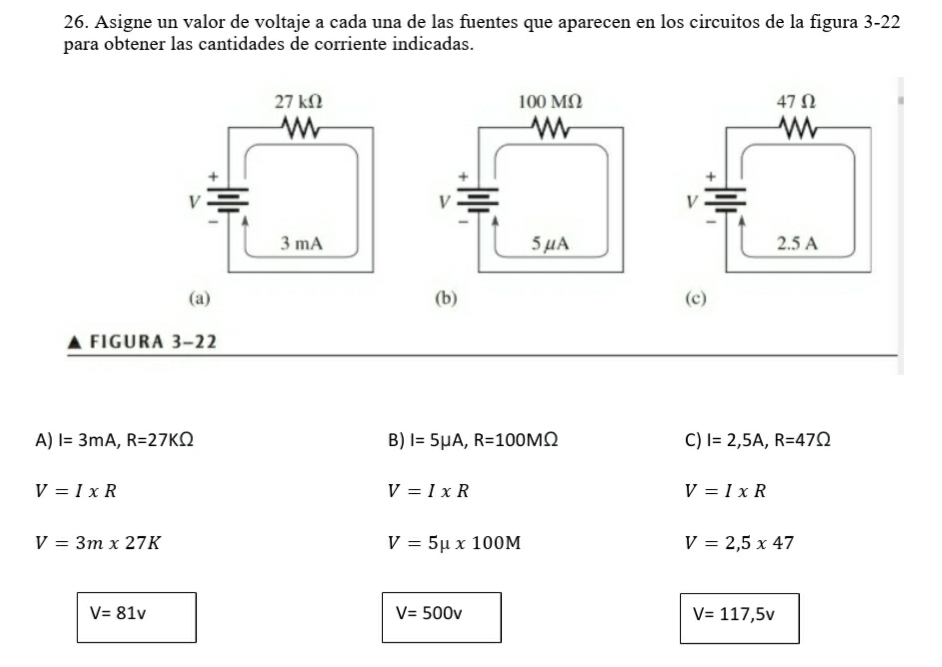 26. Asigne un valor de voltaje a cada una de las fuentes que aparecen en los circuitos de la figura 3-22
para obtener las cantidades de corriente indicadas.
27 kΩ
+
V
−
3 mA
(a)
100 MΩ
+
V
−
5 μA
(b)
47 Ω
+
V
−
2.5 A
(c)
▲ FIGURA 3–22
A) I= 3mA, R=27KΩ
V = I x R
V = 3m x 27K
V= 81v
B) I= 5µA, R=100MΩ
V = I x R
V = 5µ x 100M
V= 500v
C) I= 2,5A, R=47Ω
V = I x R
V = 2,5 x 47
V= 117,5v